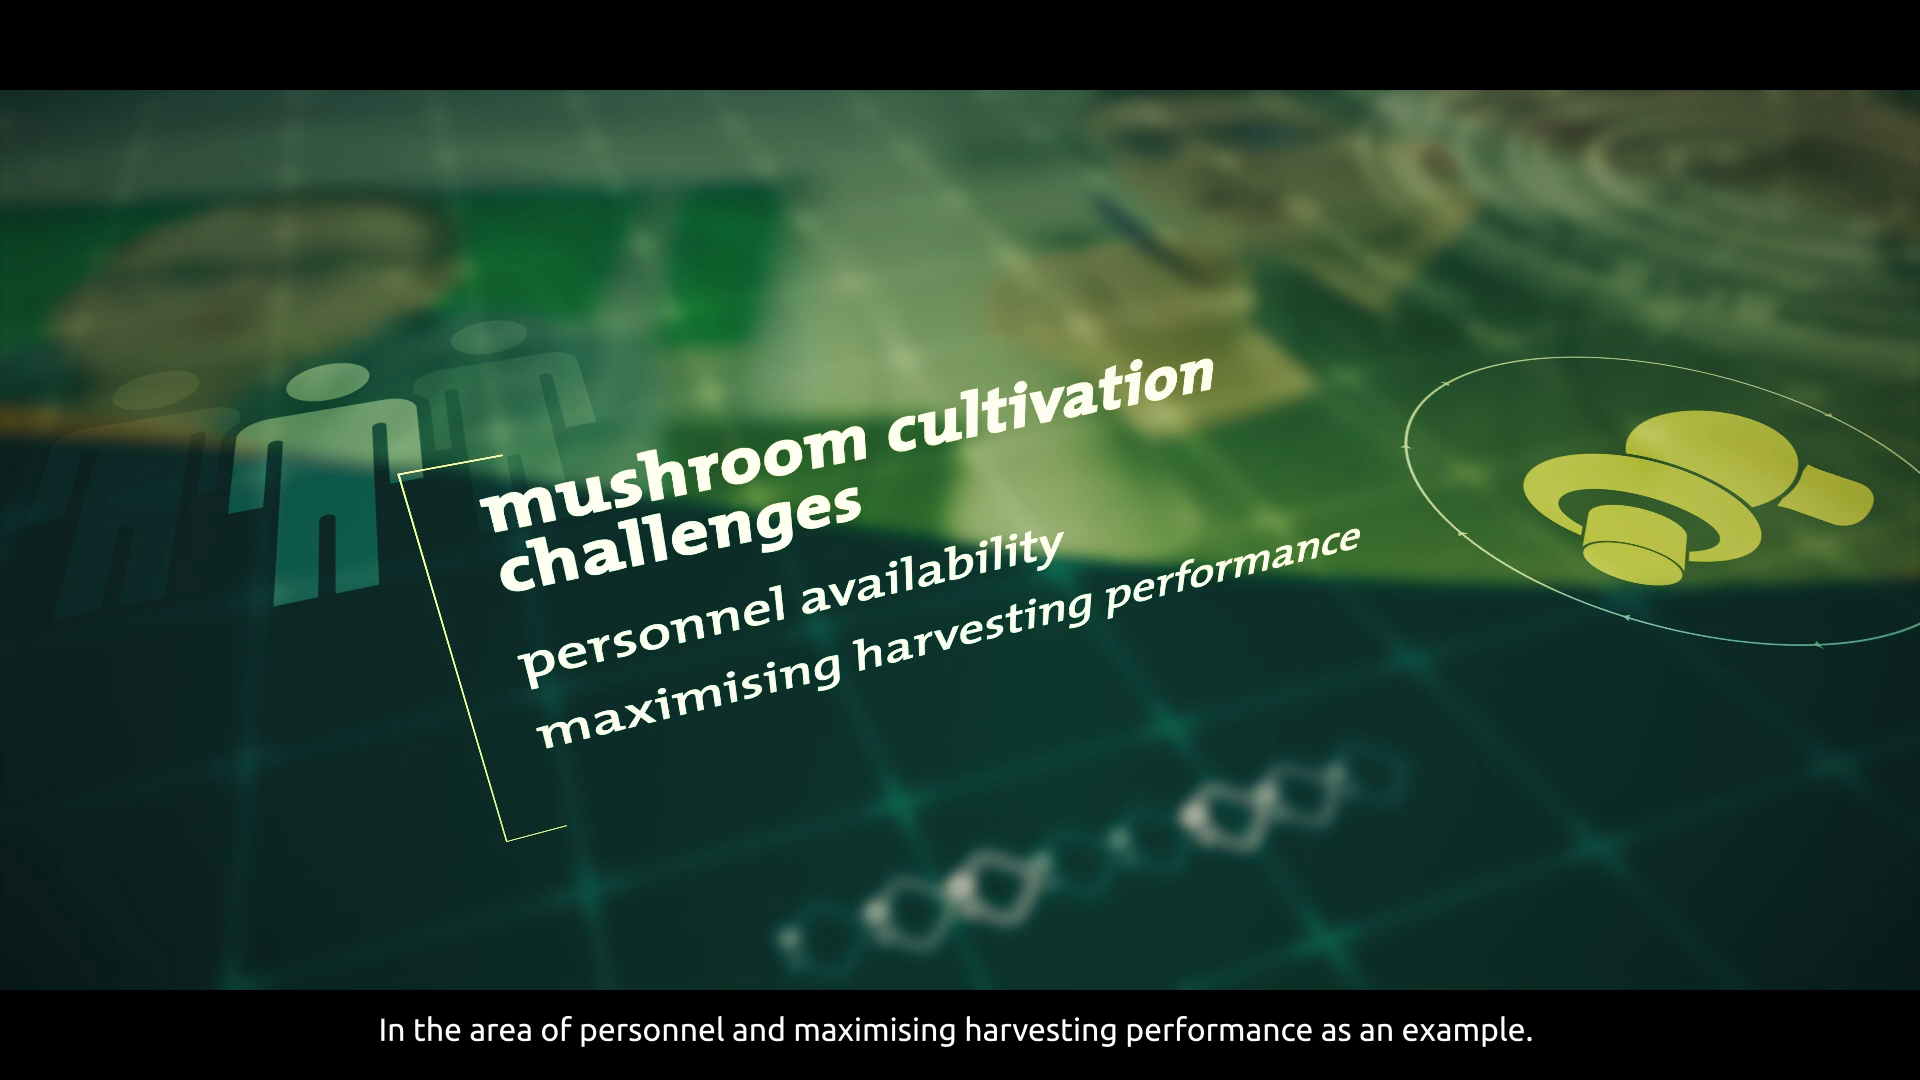 mushroom cultivation
challenges
personnel availability
maximising harvesting performance
In the area of personnel and maximising harvesting performance as an example.